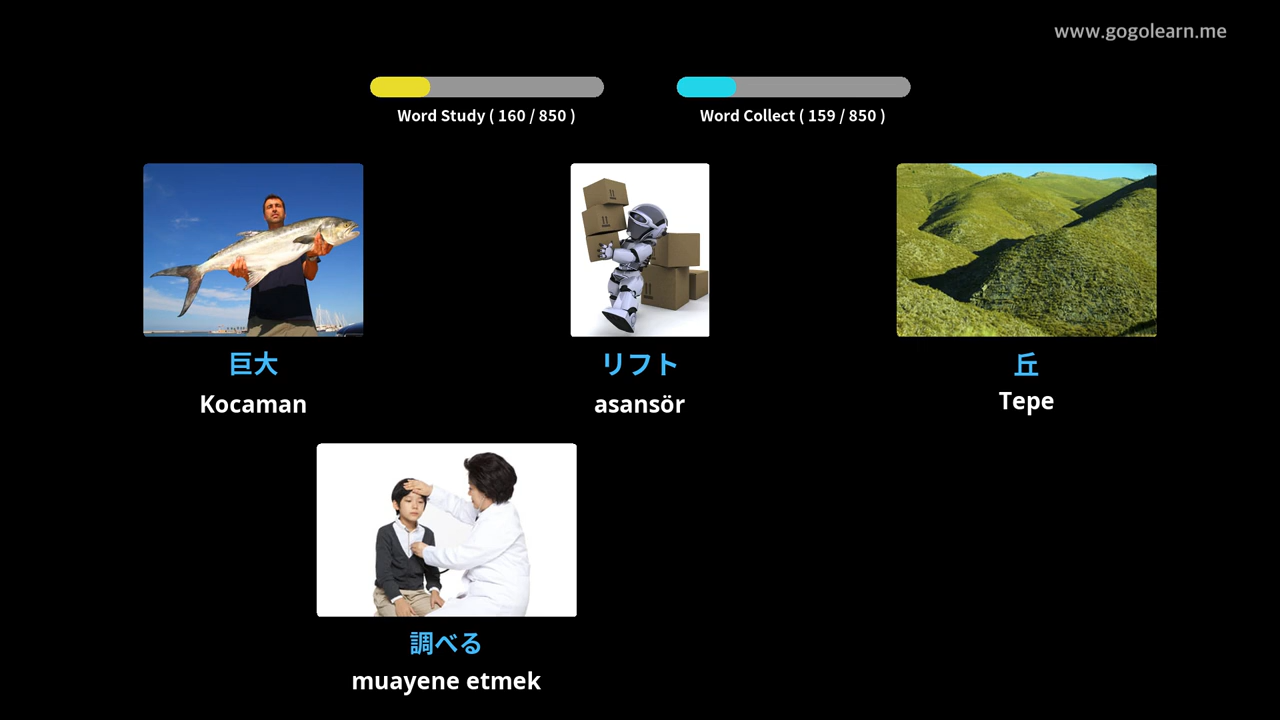 www.gogolearn.me
Word Study ( 160 / 850 )
Word Collect ( 159 / 850 )
巨大
Kocaman
リフト
asansör
丘
Tepe
調べる
muayene etmek